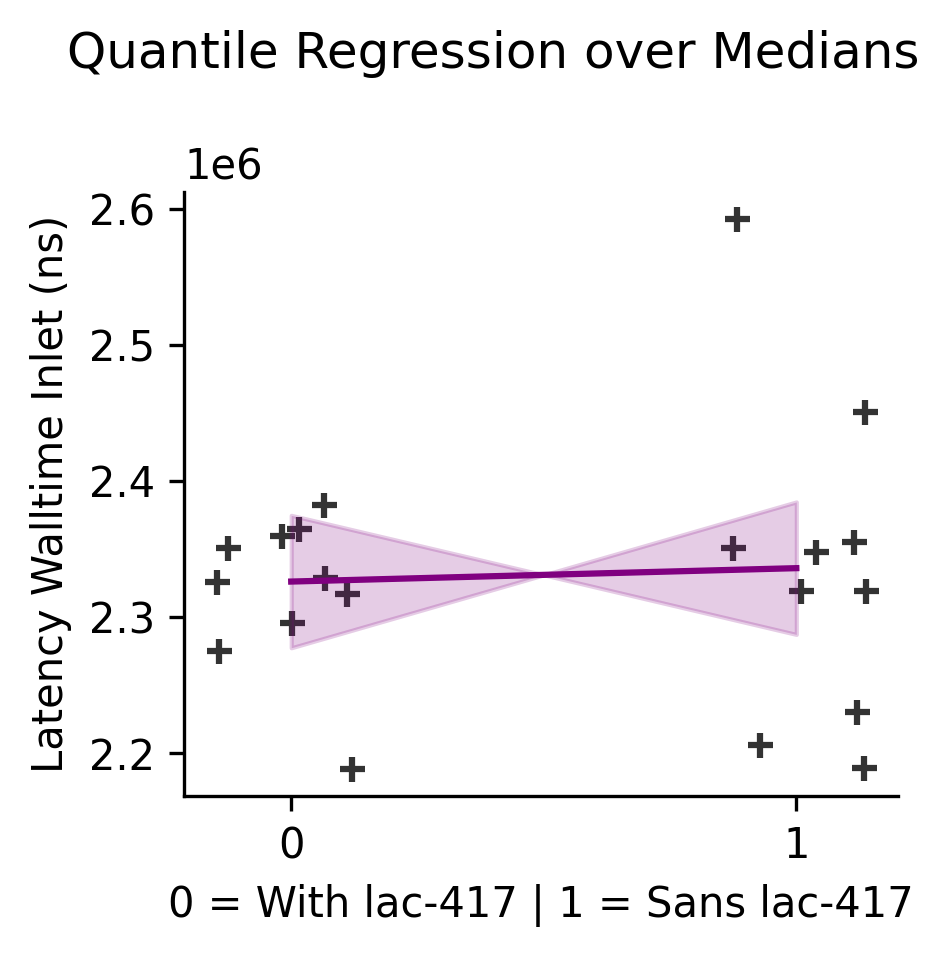 Quantile Regression over Medians
1e6
2.6
2.5
2.4
2.3
2.2
Latency Walltime Inlet (ns)
0 1
0 = With lac-417 | 1 = Sans lac-417